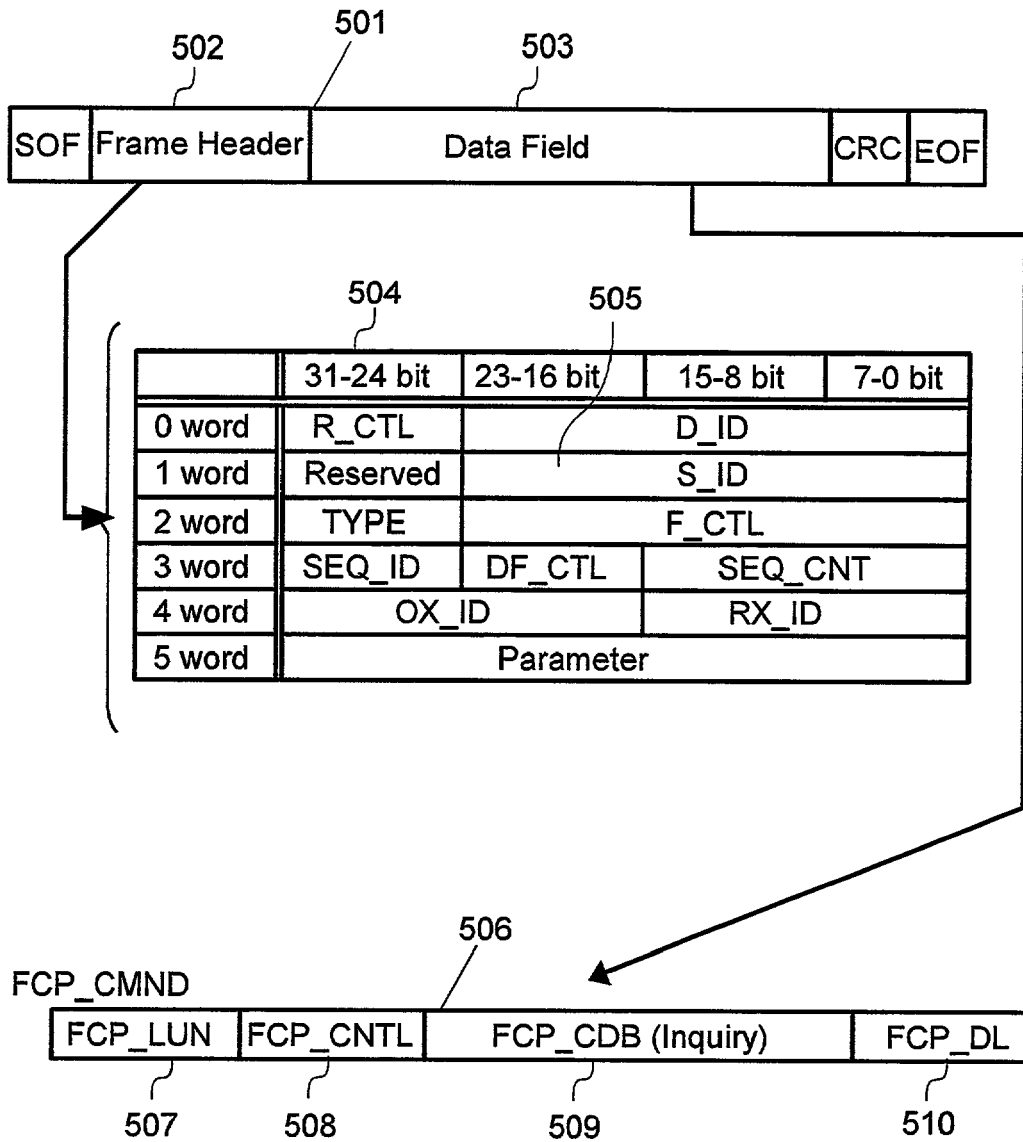 502 501 503
SOF Frame Header Data Field CRC EOF
504 505
31-24 bit 23-16 bit 15-8 bit 7-0 bit
0 word R_CTL D_ID
1 word Reserved S_ID
2 word TYPE F_CTL
3 word SEQ_ID DF_CTL SEQ_CNT
4 word OX_ID RX_ID
5 word Parameter
506
FCP_CMND
FCP_LUN FCP_CNTL FCP_CDB (Inquiry) FCP_DL
507 508 509 510